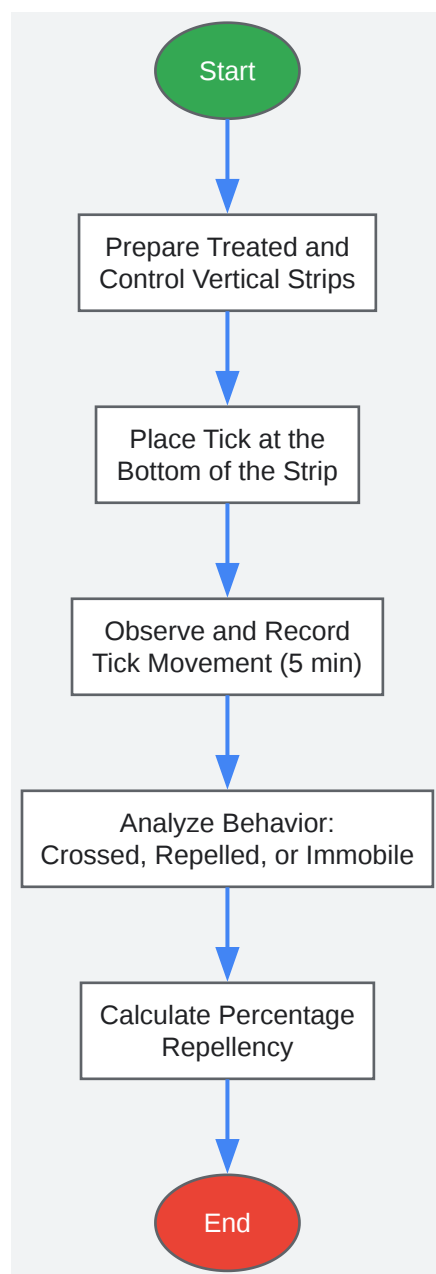 Start
Prepare Treated and
Control Vertical Strips
Place Tick at the
Bottom of the Strip
Observe and Record
Tick Movement (5 min)
Analyze Behavior:
Crossed, Repelled, or Immobile
Calculate Percentage
Repellency
End